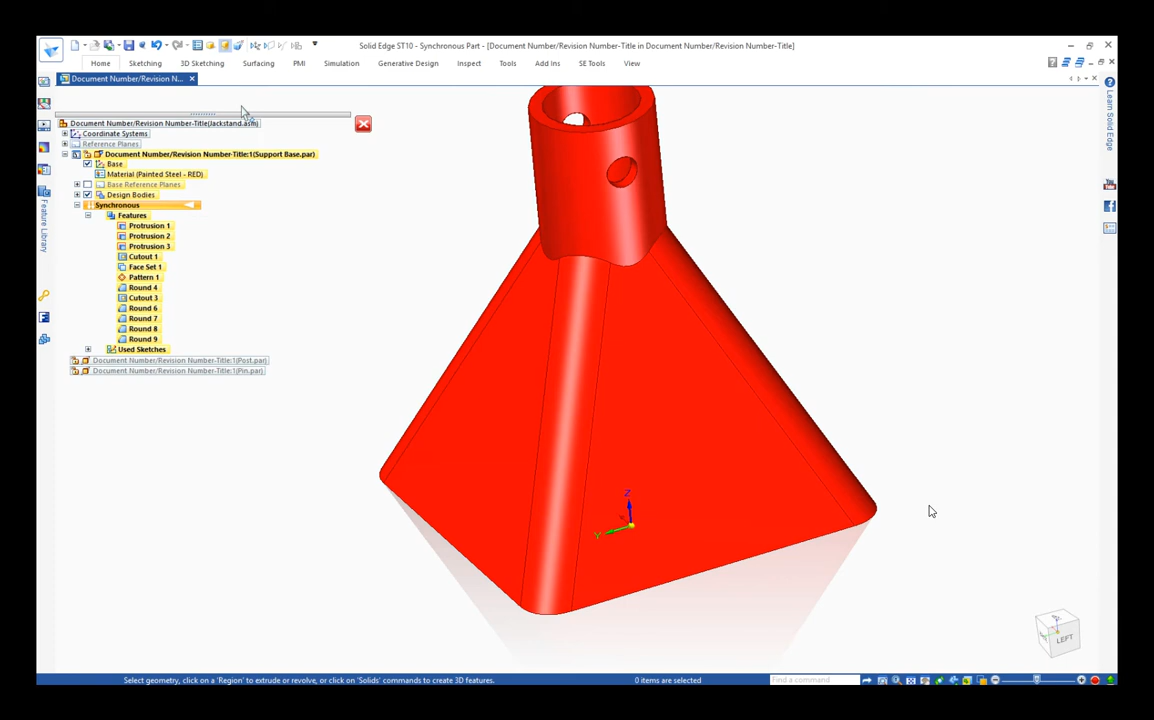 Solid Edge ST10 - Synchronous Part - [Document Number/Revision Number-Title in Document Number/Revision Number-Title]
Home Sketching 3D Sketching Surfacing PMI Simulation Generative Design Inspect Tools Add Ins SE Tools View
Document Number/Revision N...
Document Number/Revision Number-Title(Jackstand.asm)
Coordinate Systems
Reference Planes
Document Number/Revision Number-Title:1(Support Base.par)
Base
Material (Painted Steel - RED)
Base Reference Planes
Design Bodies
Synchronous
Features
Protrusion 1
Protrusion 2
Protrusion 3
Cutout 1
Face Set 1
Pattern 1
Round 4
Cutout 3
Round 6
Round 7
Round 8
Round 9
Used Sketches
Document Number/Revision Number-Title:1(Post.par)
Document Number/Revision Number-Title:1(Pin.par)
Feature Library
Learn Solid Edge
You Tube
Z
Y
LEFT
Select geometry, click on a 'Region' to extrude or revolve, or click on 'Solids' commands to create 3D features.
0 items are selected
Find a command